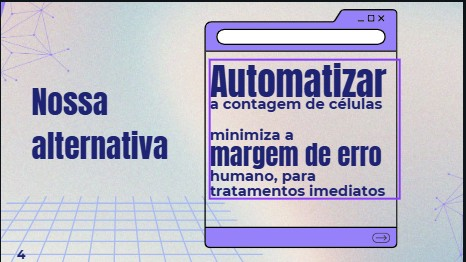 Nossa
alternativa
Automatizar
a contagem de células
minimiza a
margem de erro
humano, para
tratamentos imediatos
4